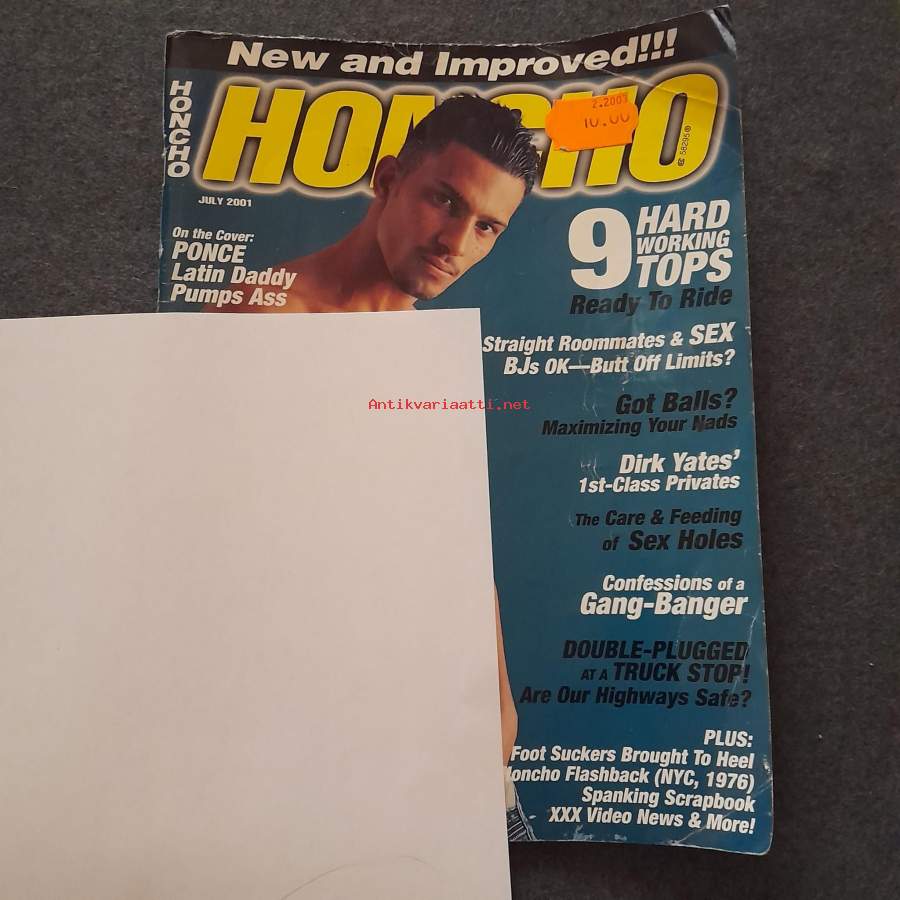 New and Improved!!!
HONCHO
HONCHO
2.2001
10.00
58295
JULY 2001
On the Cover:
PONCE
Latin Daddy
Pumps Ass
9 HARD
WORKING
TOPS
Ready To Ride
Straight Roommates & SEX
BJs OK—Butt Off Limits?
Antikvariaatti.net
Got Balls?
Maximizing Your Nads
Dirk Yates’
1st-Class Privates
The Care & Feeding
of Sex Holes
Confessions of a
Gang-Banger
DOUBLE-PLUGGED
AT A TRUCK STOP!
Are Our Highways Safe?
PLUS:
Foot Suckers Brought To Heel
Honcho Flashback (NYC, 1976)
Spanking Scrapbook
XXX Video News & More!